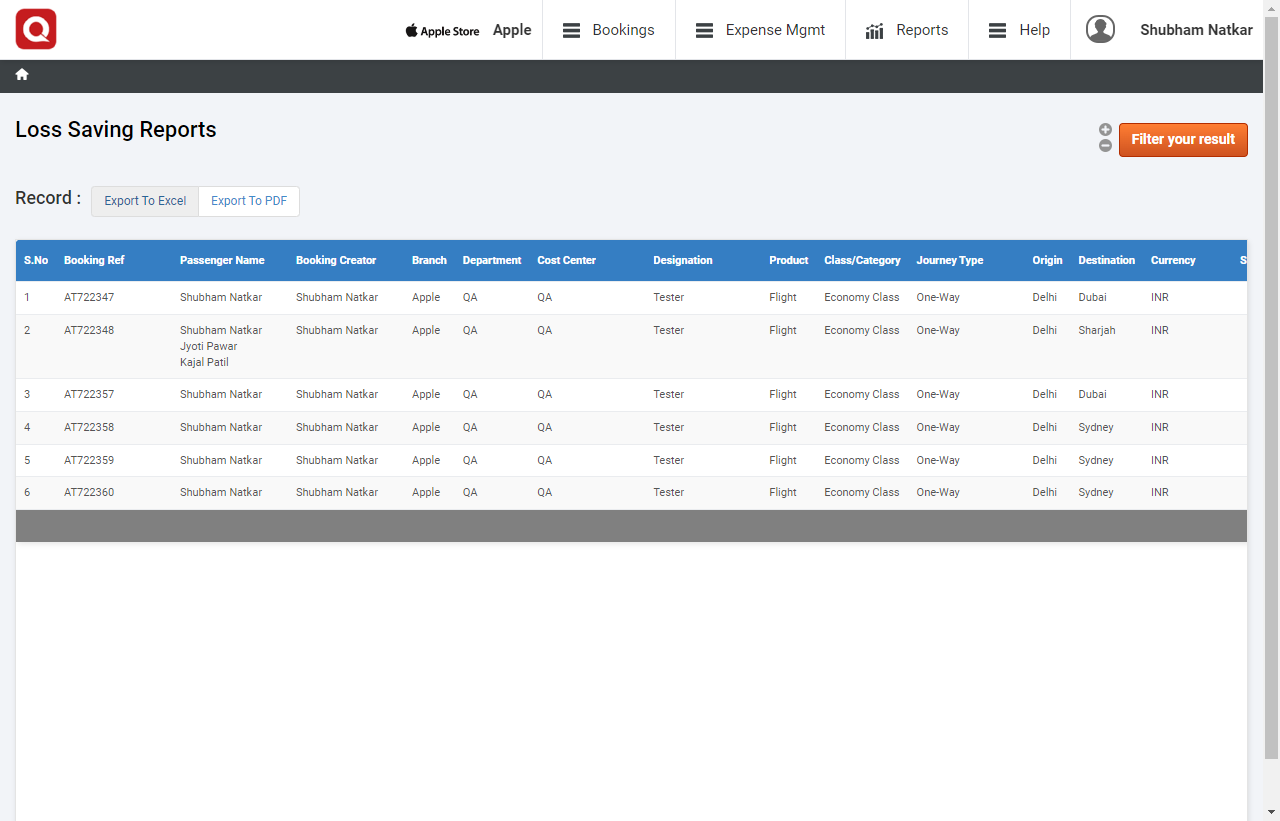 Apple Store Apple Bookings Expense Mgmt Reports Help Shubham Natkar
Loss Saving Reports
Filter your result
Record : Export To Excel Export To PDF
S.No Booking Ref Passenger Name Booking Creator Branch Department Cost Center Designation Product Class/Category Journey Type Origin Destination Currency S
1 AT722347 Shubham Natkar Shubham Natkar Apple QA QA Tester Flight Economy Class One-Way Delhi Dubai INR
2 AT722348 Shubham Natkar Shubham Natkar Apple QA QA Tester Flight Economy Class One-Way Delhi Sharjah INR
Jyoti Pawar
Kajal Patil
3 AT722357 Shubham Natkar Shubham Natkar Apple QA QA Tester Flight Economy Class One-Way Delhi Dubai INR
4 AT722358 Shubham Natkar Shubham Natkar Apple QA QA Tester Flight Economy Class One-Way Delhi Sydney INR
5 AT722359 Shubham Natkar Shubham Natkar Apple QA QA Tester Flight Economy Class One-Way Delhi Sydney INR
6 AT722360 Shubham Natkar Shubham Natkar Apple QA QA Tester Flight Economy Class One-Way Delhi Sydney INR